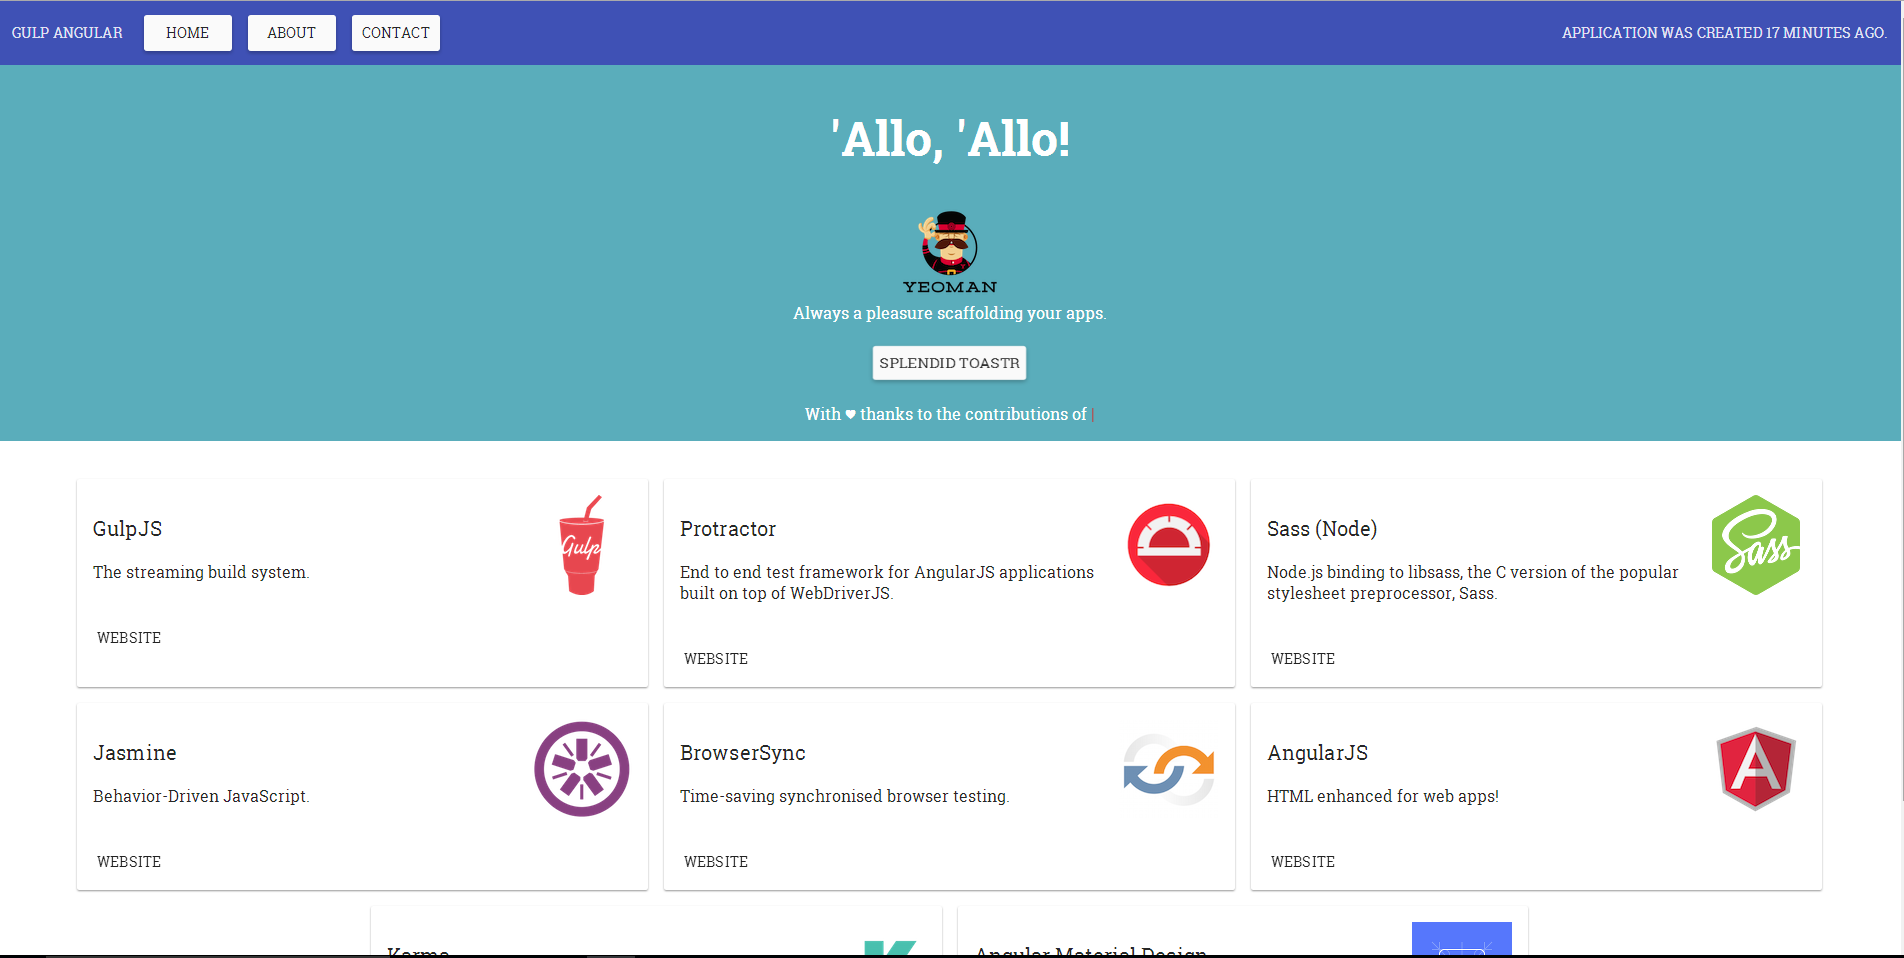 GULP ANGULAR HOME ABOUT CONTACT APPLICATION WAS CREATED 17 MINUTES AGO.
'Allo, 'Allo!
YEOMAN
Always a pleasure scaffolding your apps.
SPLENDID TOASTR
With ♥ thanks to the contributions of |
GulpJS
The streaming build system.
WEBSITE
Gulp
Protractor
End to end test framework for AngularJS applications
built on top of WebDriverJS.
WEBSITE
Sass (Node)
Node.js binding to libsass, the C version of the popular
stylesheet preprocessor, Sass.
WEBSITE
Sass
Jasmine
Behavior-Driven JavaScript.
WEBSITE
BrowserSync
Time-saving synchronised browser testing.
WEBSITE
AngularJS
HTML enhanced for web apps!
WEBSITE
A
Karma
Angular Material Design